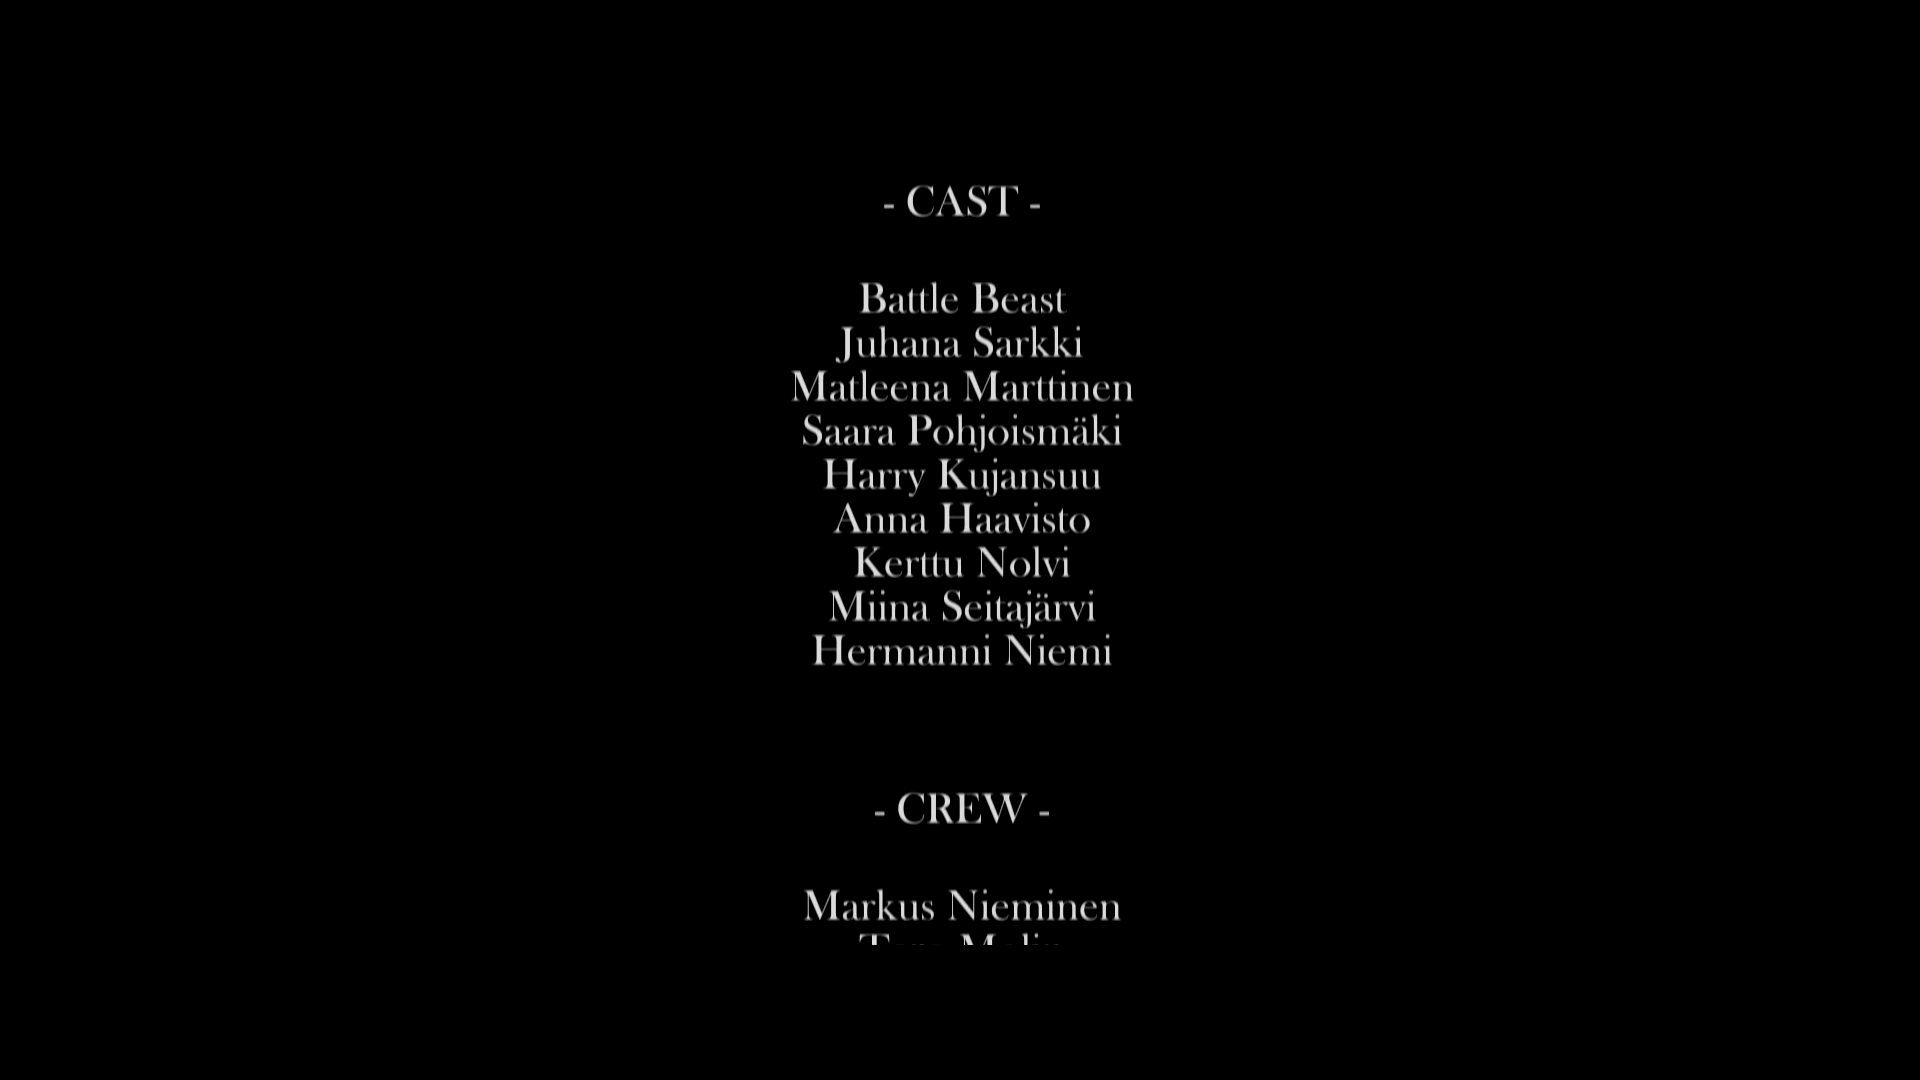 - CAST -
Battle Beast
Juhana Sarkki
Matleena Marttinen
Saara Pohjoismäki
Harry Kujansuu
Anna Haavisto
Kerttu Nolvi
Miina Seitajärvi
Hermanni Niemi
- CREW -
Markus Nieminen